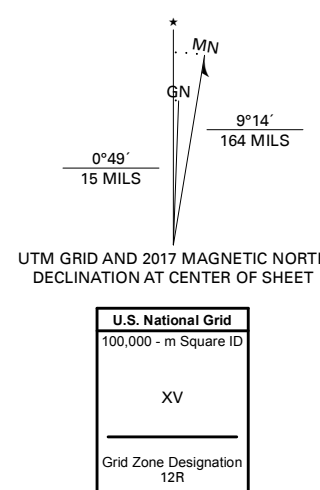 ★
MN
GN
9°14´
164 MILS
0°49´
15 MILS
UTM GRID AND 2017 MAGNETIC NORTH
DECLINATION AT CENTER OF SHEET
U.S. National Grid
100,000 - m Square ID
XV
Grid Zone Designation
12R